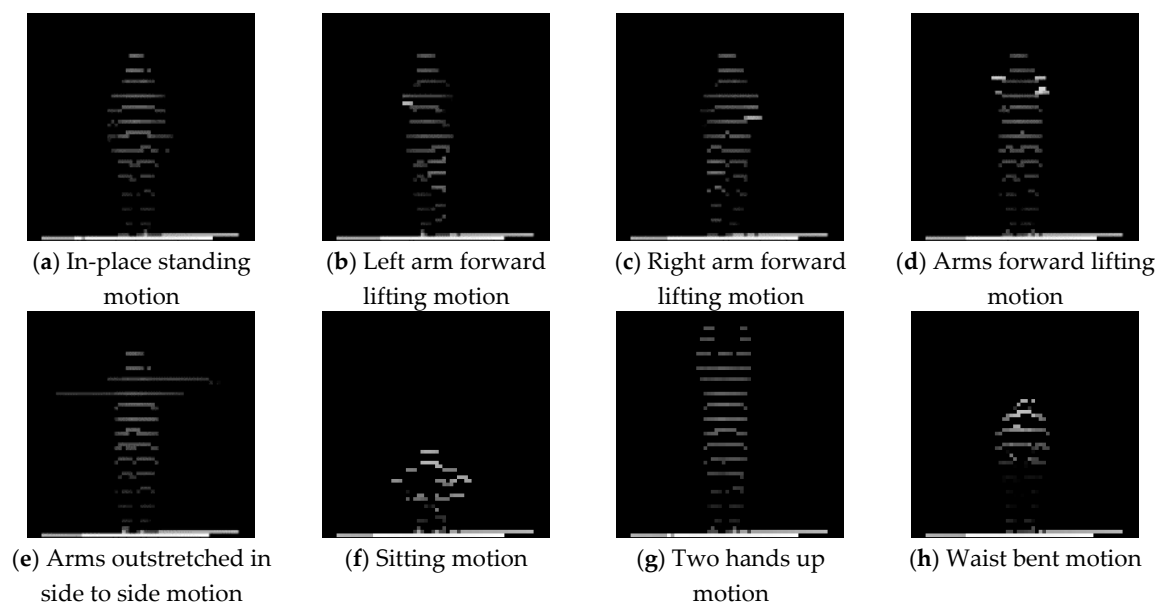 (a) In-place standing
motion
(b) Left arm forward
lifting motion
(c) Right arm forward
lifting motion
(d) Arms forward lifting
motion
(e) Arms outstretched in
side to side motion
(f) Sitting motion
(g) Two hands up
motion
(h) Waist bent motion